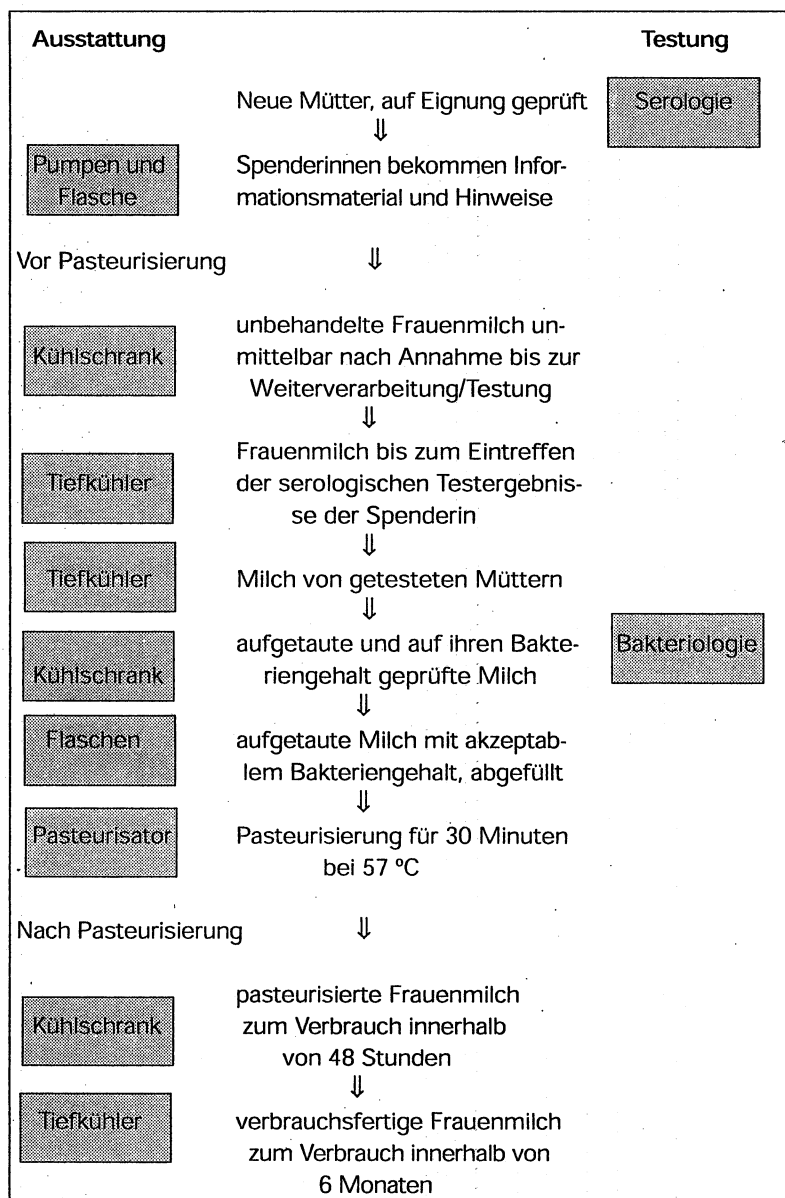 Ausstattung Testung
Neue Mütter, auf Eignung geprüft Serologie
⇓
Pumpen und Spenderinnen bekommen Infor-
Flasche mationsmaterial und Hinweise
Vor Pasteurisierung ⇓
unbehandelte Frauenmilch un-
Kühlschrank mittelbar nach Annahme bis zur
Weiterverarbeitung/Testung
⇓
Frauenmilch bis zum Eintreffen
Tiefkühler der serologischen Testergebnis-
se der Spenderin
⇓
Tiefkühler Milch von getesteten Müttern
⇓
aufgetaute und auf ihren Bakte- Bakteriologie
Kühlschrank riengehalt geprüfte Milch
⇓
Flaschen aufgetaute Milch mit akzeptab-
lem Bakteriengehalt, abgefüllt
⇓
Pasteurisator Pasteurisierung für 30 Minuten
bei 57 ºC
Nach Pasteurisierung ⇓
pasteurisierte Frauenmilch
Kühlschrank zum Verbrauch innerhalb
von 48 Stunden
⇓
Tiefkühler verbrauchsfertige Frauenmilch
zum Verbrauch innerhalb von
6 Monaten